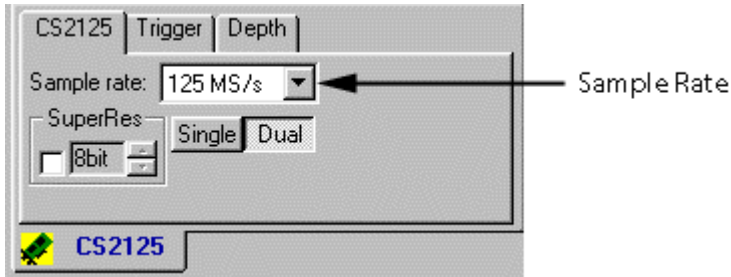 CS2125 Trigger Depth
Sample rate: 125 MS/s Sample Rate
SuperRes
8bit Single Dual
CS2125